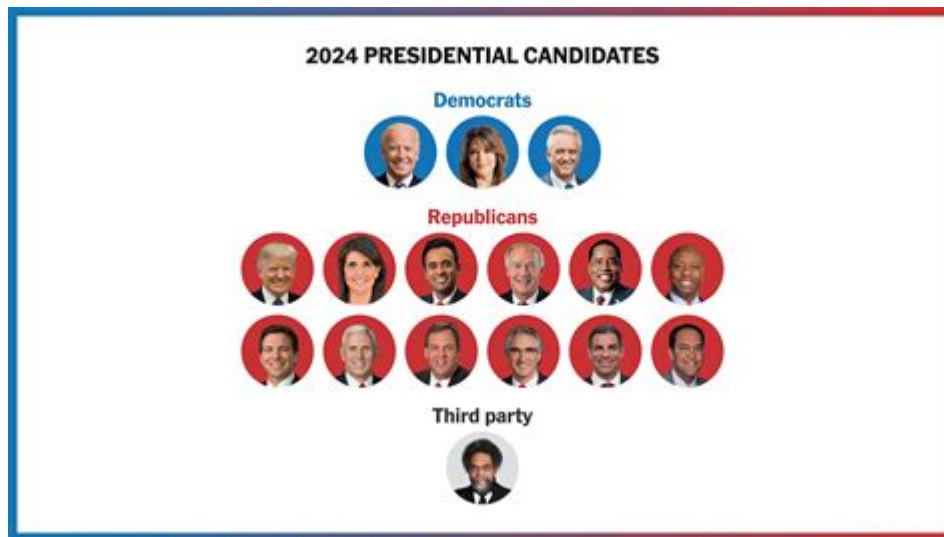 2024 PRESIDENTIAL CANDIDATES
Democrats
Republicans
Third party